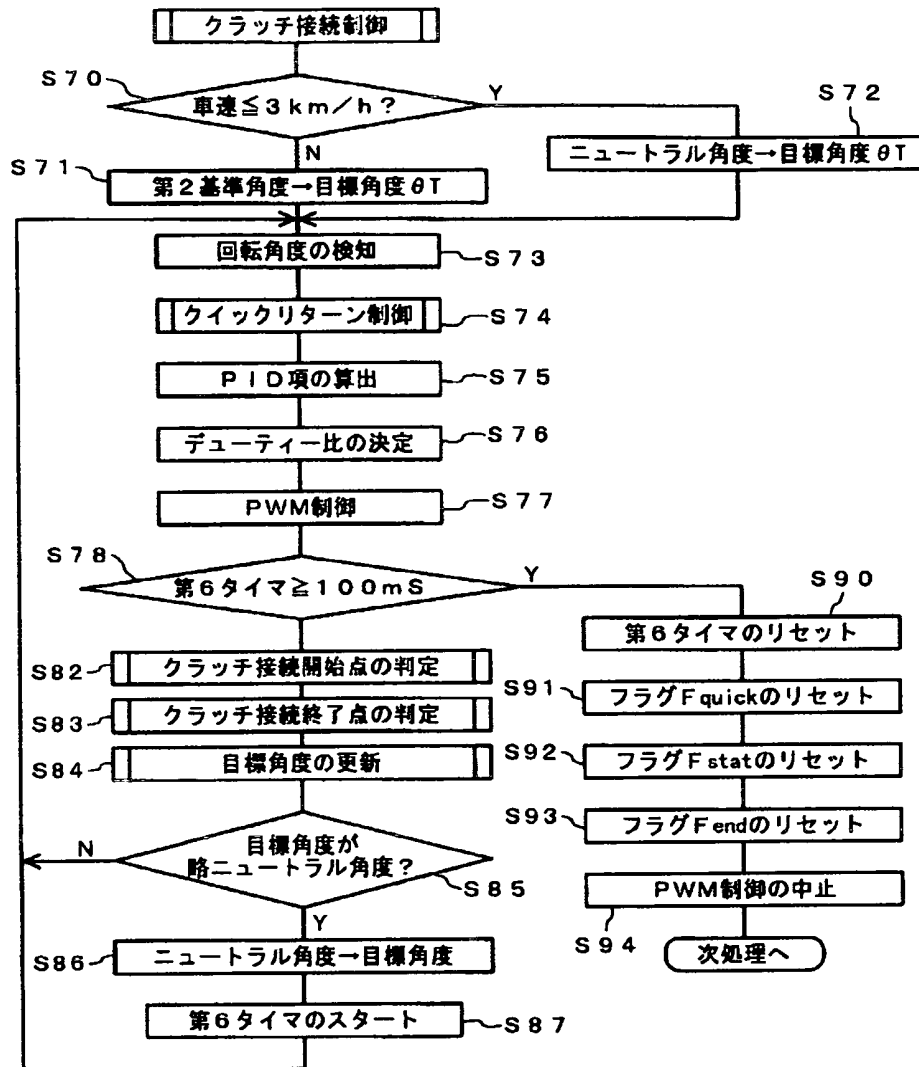 クラッチ接続制御
S70
車速≦3km/h?
Y
S72
N
ニュートラル角度→目標角度θT
S71
第2基準角度→目標角度θT
回転角度の検知
S73
クイックリターン制御
S74
PID項の算出
S75
デューティー比の決定
S76
PWM制御
S77
S78
第6タイマ≧100mS
Y
S90
第6タイマのリセット
S82
クラッチ接続開始点の判定
S91
フラグFquickのリセット
S83
クラッチ接続終了点の判定
S84
目標角度の更新
S92
フラグFstatのリセット
S93
フラグFendのリセット
N
目標角度が
略ニュートラル角度?
S85
PWM制御の中止
S94
Y
次処理へ
S86
ニュートラル角度→目標角度
第6タイマのスタート
S87